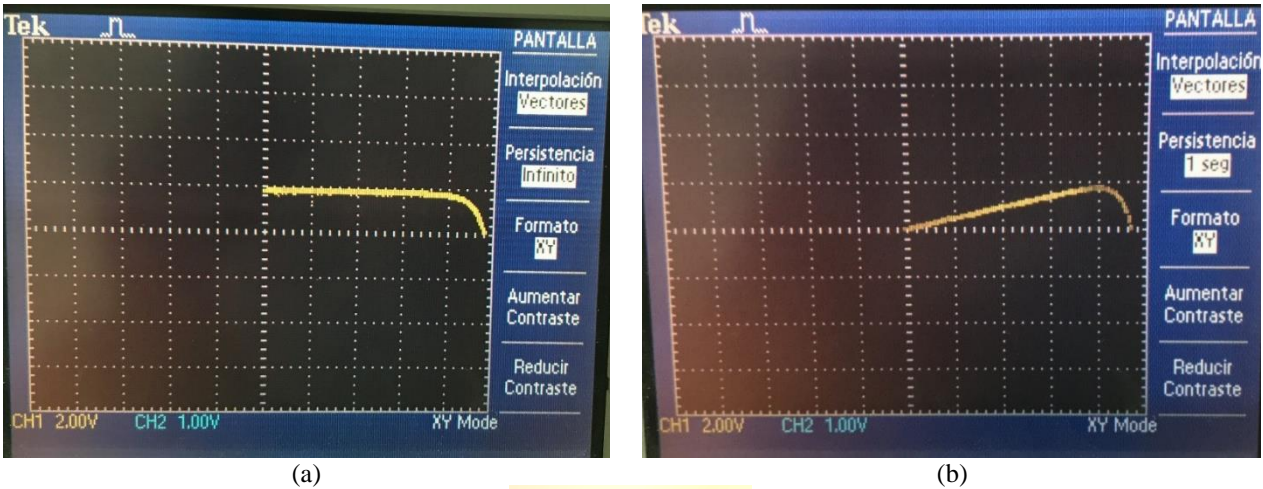 Tek
PANTALLA
Interpolación
Vectores
Persistencia
Infinito
Formato
XY
Aumentar
Contraste
Reducir
Contraste
CH1 2.00V CH2 1.00V XY Mode
(a)
Tek
PANTALLA
Interpolación
Vectores
Persistencia
1 seg
Formato
XY
Aumentar
Contraste
Reducir
Contraste
CH1 2.00V CH2 1.00V XY Mode
(b)